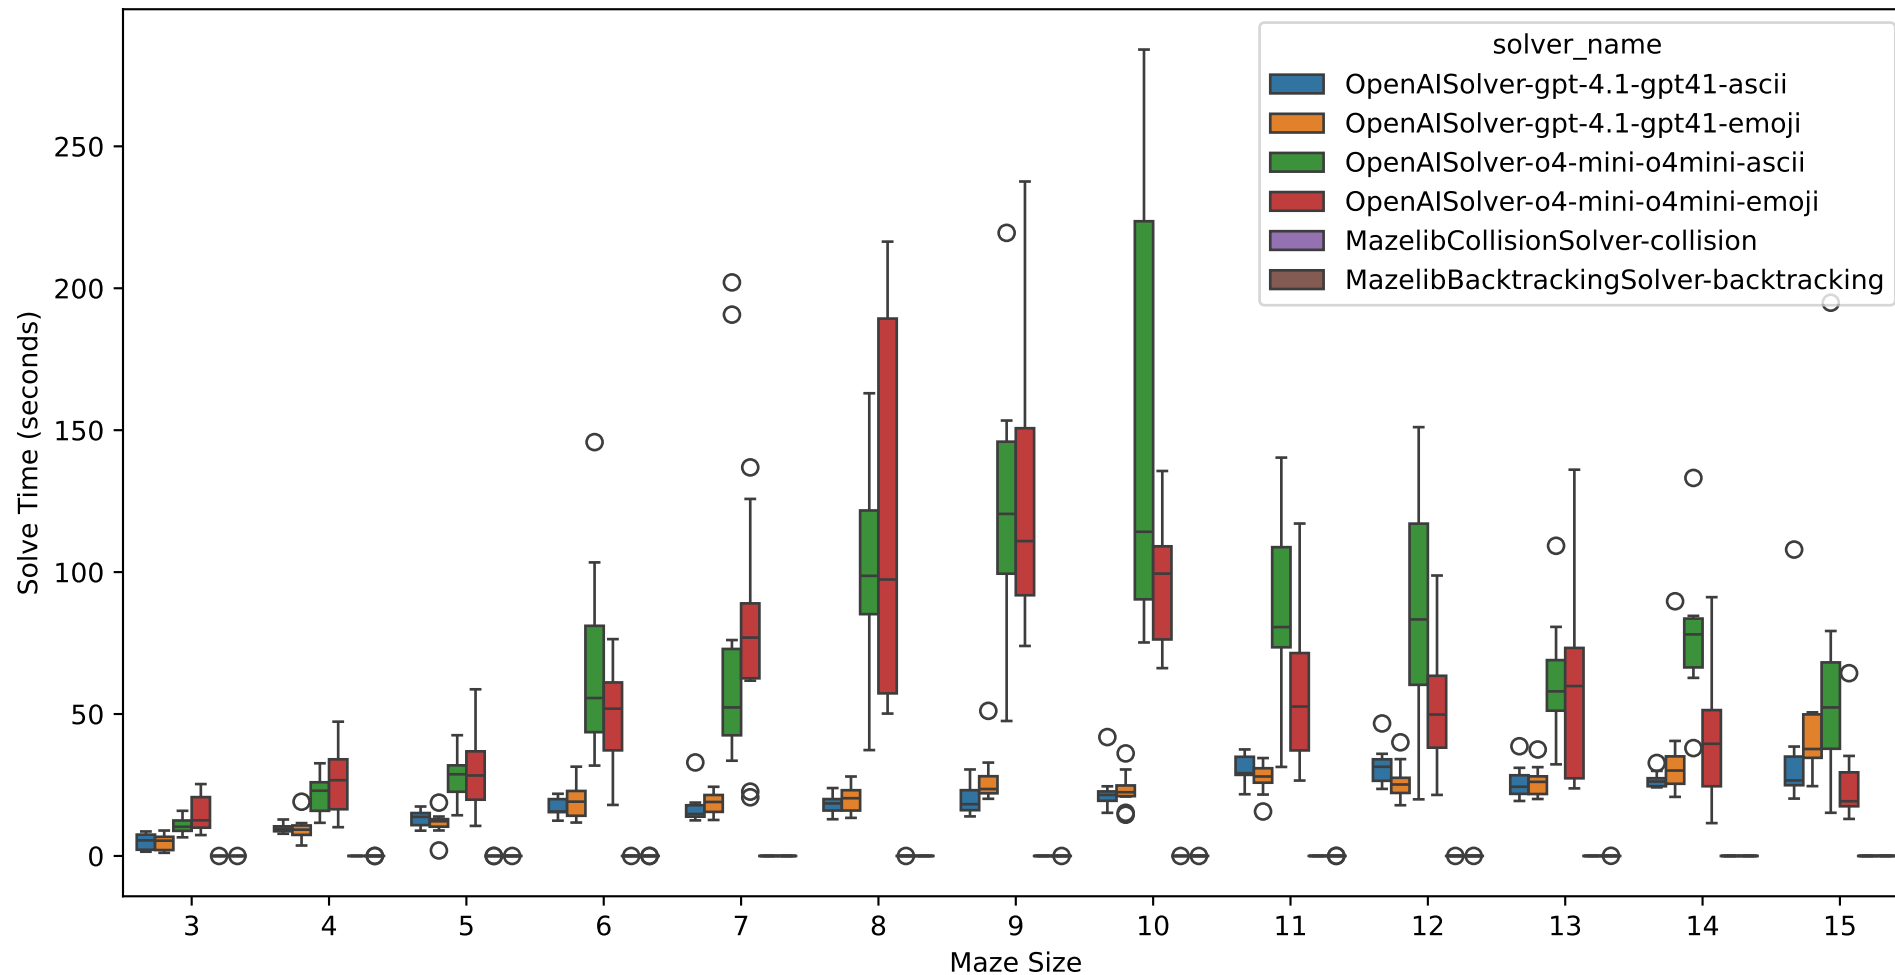 solver_name
OpenAISolver-gpt-4.1-gpt41-ascii
OpenAISolver-gpt-4.1-gpt41-emoji
OpenAISolver-o4-mini-o4mini-ascii
OpenAISolver-o4-mini-o4mini-emoji
MazelibCollisionSolver-collision
MazelibBacktrackingSolver-backtracking
Solve Time (seconds)
250
200
150
100
50
0
3 4 5 6 7 8 9 10 11 12 13 14 15
Maze Size